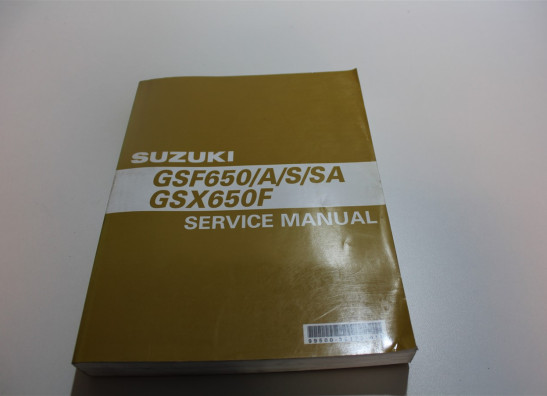 SUZUKI
GSF650/A/S/SA
GSX650F
SERVICE MANUAL